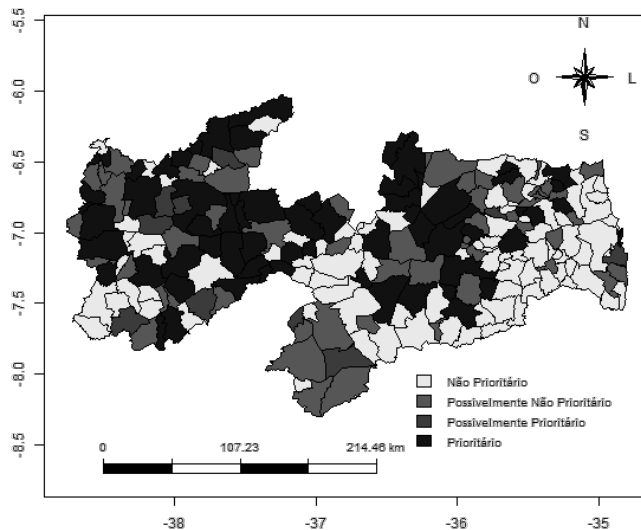 -5.5
-6.0
-6.5
-7.0
-7.5
-8.0
-8.5
N
O
L
S
Não Prioritário
Possivelmente Não Prioritário
Possivelmente Prioritário
Prioritário
0
107.23
214.46 km
-38
-37
-36
-35